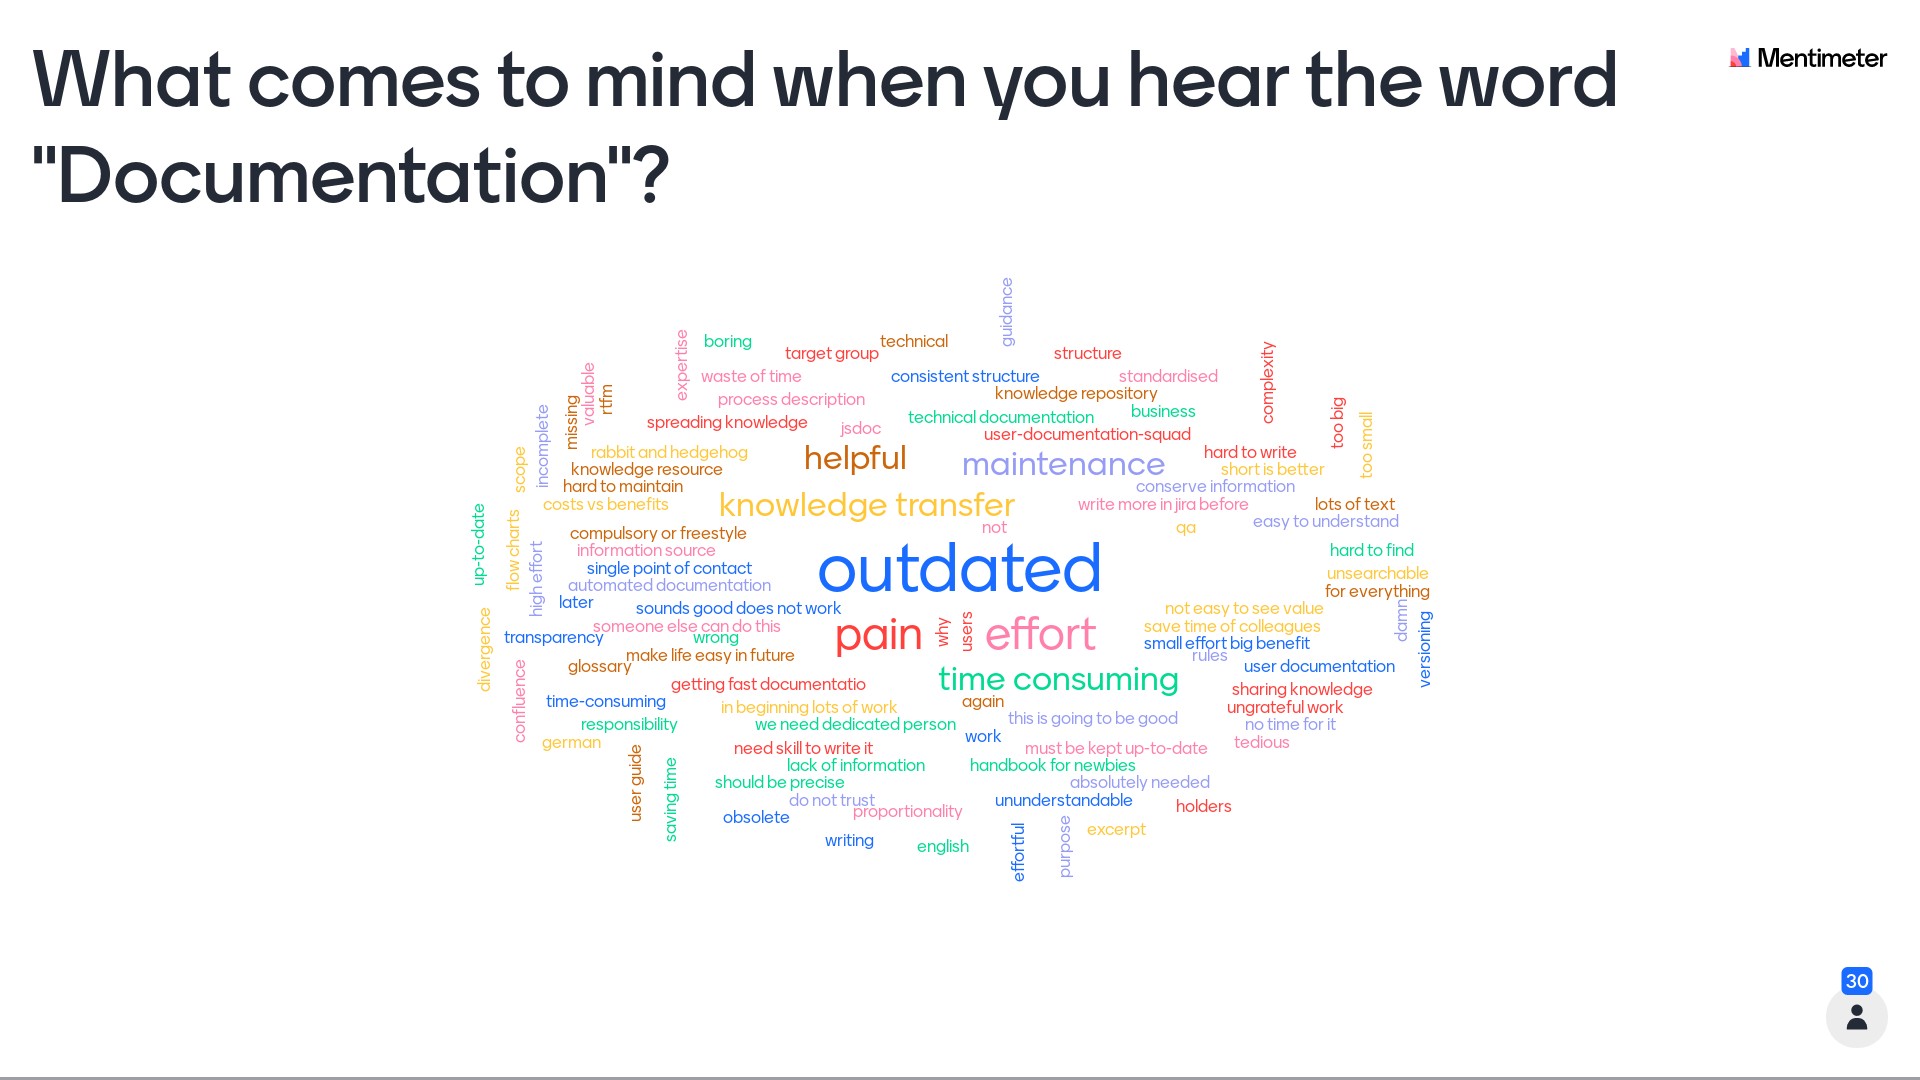 What comes to mind when you hear the word
"Documentation"?
Mentimeter
guidance
expertise
boring
technical
target group
structure
complexity
valuable
rtfm
waste of time
consistent structure
standardised
knowledge repository
process description
missing
incomplete
spreading knowledge
jsdoc
technical documentation
business
user-documentation-squad
too big
too small
scope
rabbit and hedgehog
helpful
maintenance
hard to write
knowledge resource
short is better
hard to maintain
conserve information
costs vs benefits
knowledge transfer
write more in jira before
lots of text
up-to-date
flow charts
not
qa
easy to understand
compulsory or freestyle
high effort
information source
outdated
hard to find
single point of contact
unsearchable
automated documentation
for everything
later
sounds good does not work
not easy to see value
damn
versioning
divergence
someone else can do this
pain
why
users
effort
save time of colleagues
transparency
wrong
small effort big benefit
make life easy in future
rules
glossary
user documentation
confluence
getting fast documentatio
time consuming
sharing knowledge
time-consuming
in beginning lots of work
again
ungrateful work
responsibility
we need dedicated person
this is going to be good
no time for it
german
work
tedious
user guide
saving time
need skill to write it
must be kept up-to-date
lack of information
handbook for newbies
should be precise
absolutely needed
do not trust
ununderstandable
holders
obsolete
proportionality
effortful
purpose
excerpt
writing
english
30